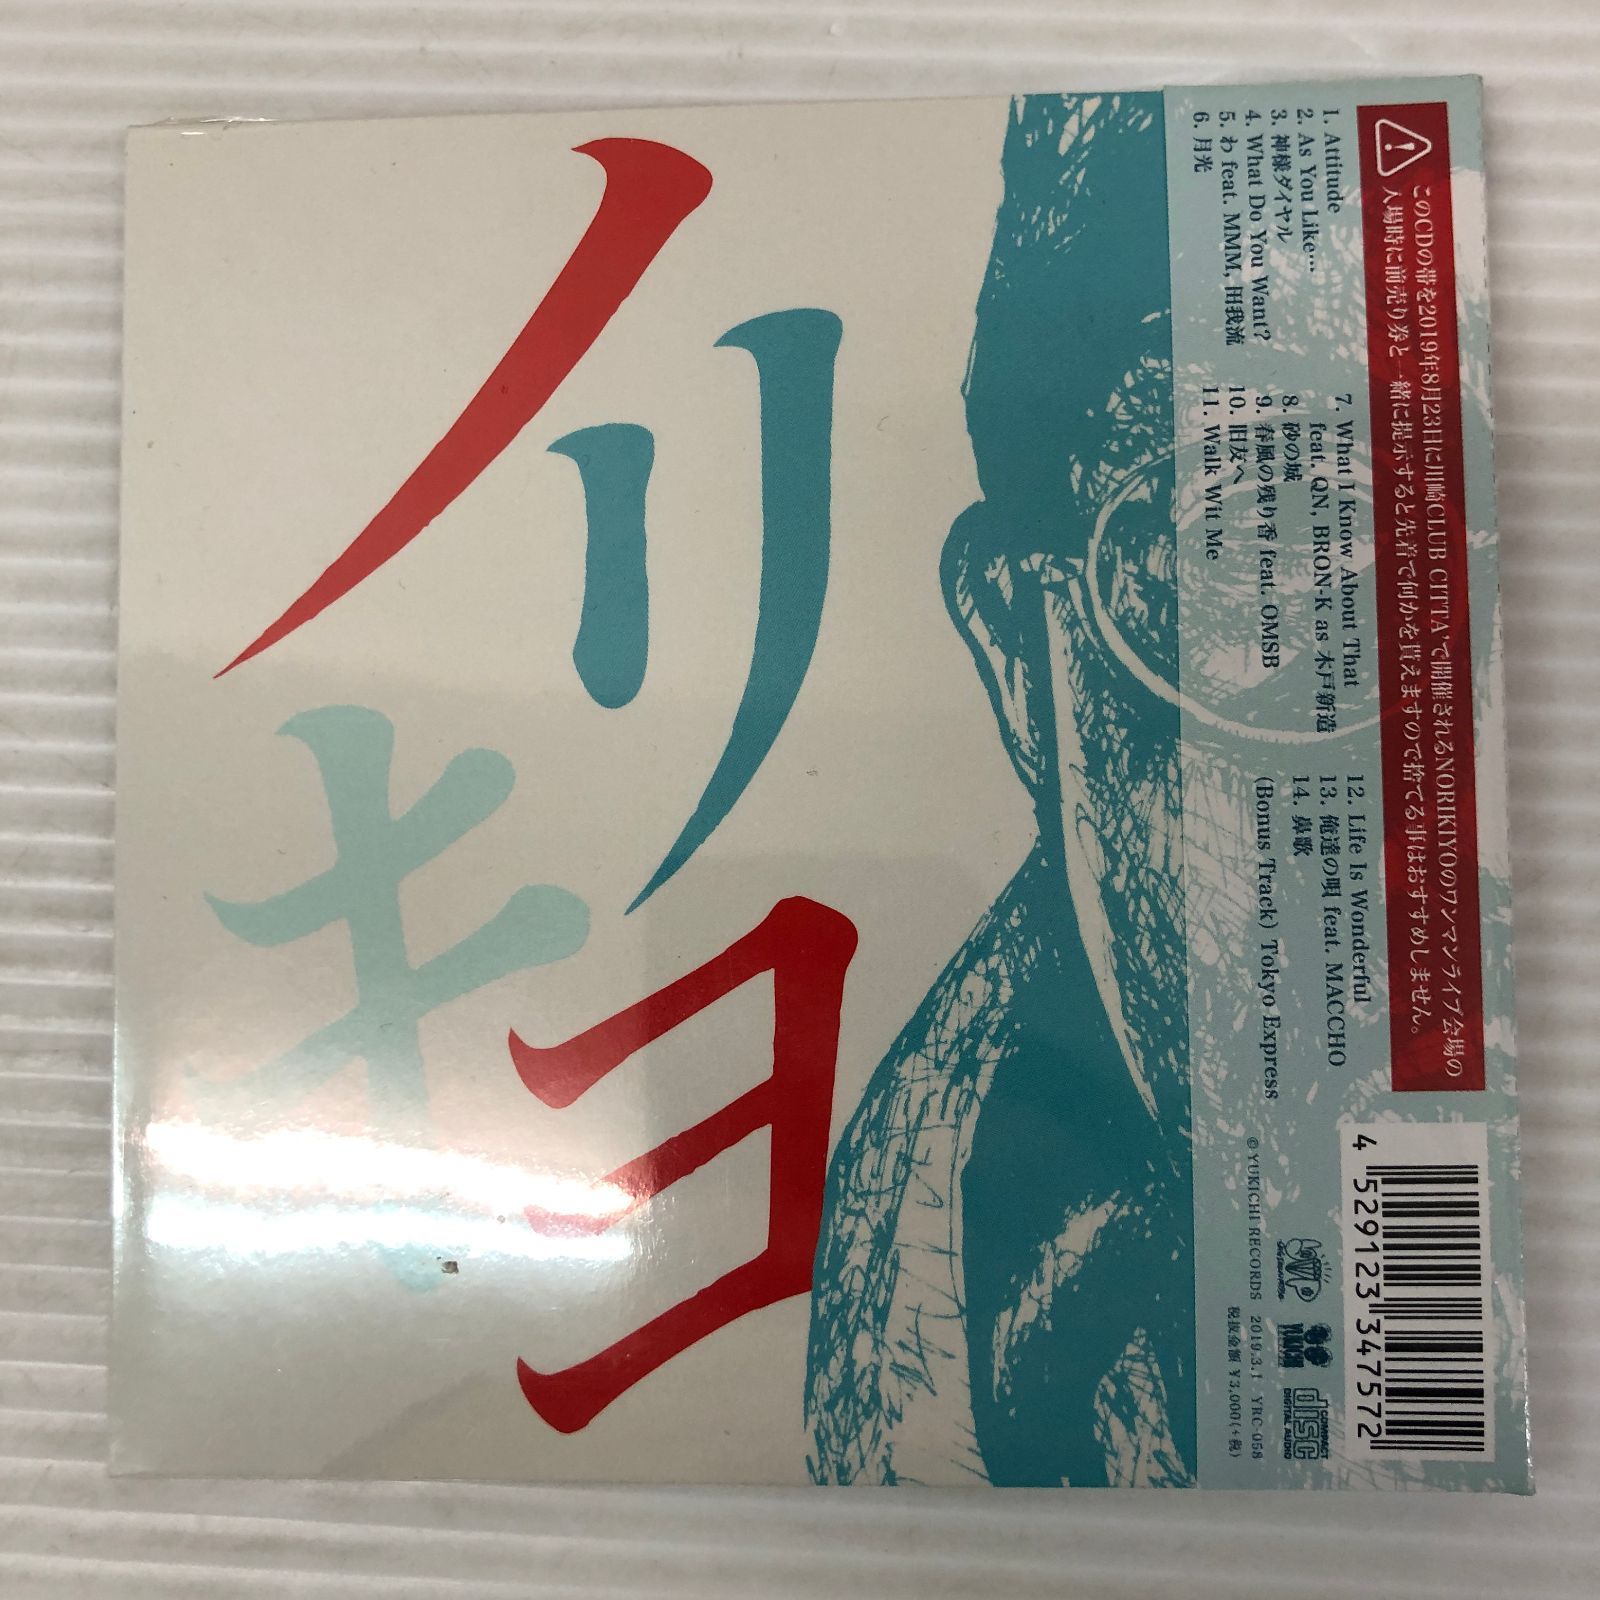 ノリキヨ
このCDの帯を2019年8月23日に川崎CLUB CITTA'で開催されるNORIKIYOのワンマンライブ会場の
入場時に前売り券と一緒に提示すると先着で何かを貰えますので捨てる事はおすすめしません。
1. Attitude
2. As You Like...
3. 神様ダイヤル
4. What Do You Want?
5. わ feat. MMM, 田我流
6. 月光
7. What I Know About That
feat. QN, BRON-K as 木戸新造
8. 砂の城
9. 春風の残り香 feat. OMSB
10. 旧友へ
11. Walk Wit Me
12. Life Is Wonderful
13. 俺達の唄 feat. MACCHO
14. 鼻歌
(Bonus Track) Tokyo Express
© YUKICHI RECORDS 2019.3.1 YRC-058
税抜金額 ¥3,000(+税)
COMPACT
disc
DIGITAL AUDIO
4 529123 347572